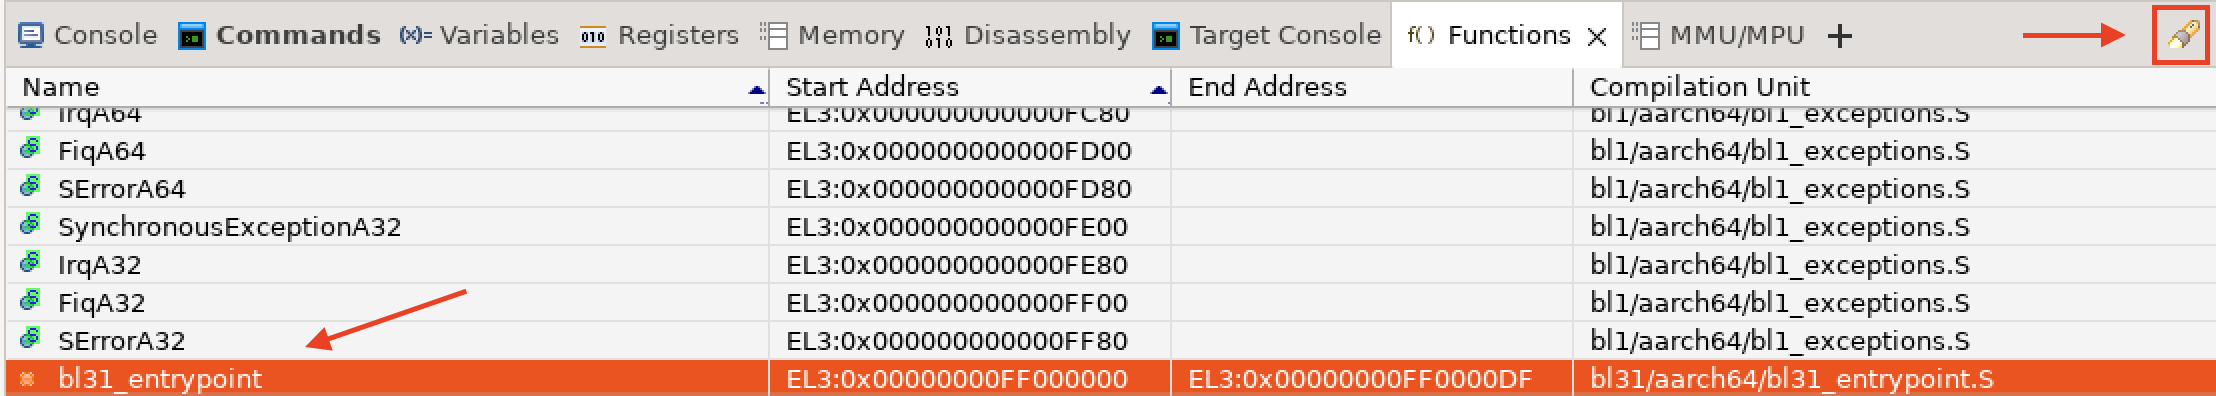 Console Commands (x)= Variables 010 Registers Memory 101 010 Disassembly Target Console f() Functions MMU/MPU
Name Start Address End Address Compilation Unit
IrqA64 EL3:0x000000000000FC80 bl1/aarch64/bl1_exceptions.S
FiqA64 EL3:0x000000000000FD00 bl1/aarch64/bl1_exceptions.S
SErrorA64 EL3:0x000000000000FD80 bl1/aarch64/bl1_exceptions.S
SynchronousExceptionA32 EL3:0x000000000000FE00 bl1/aarch64/bl1_exceptions.S
IrqA32 EL3:0x000000000000FE80 bl1/aarch64/bl1_exceptions.S
FiqA32 EL3:0x000000000000FF00 bl1/aarch64/bl1_exceptions.S
SErrorA32 EL3:0x000000000000FF80 bl1/aarch64/bl1_exceptions.S
bl31_entrypoint EL3:0x00000000FF000000 EL3:0x00000000FF0000DF bl31/aarch64/bl31_entrypoint.S